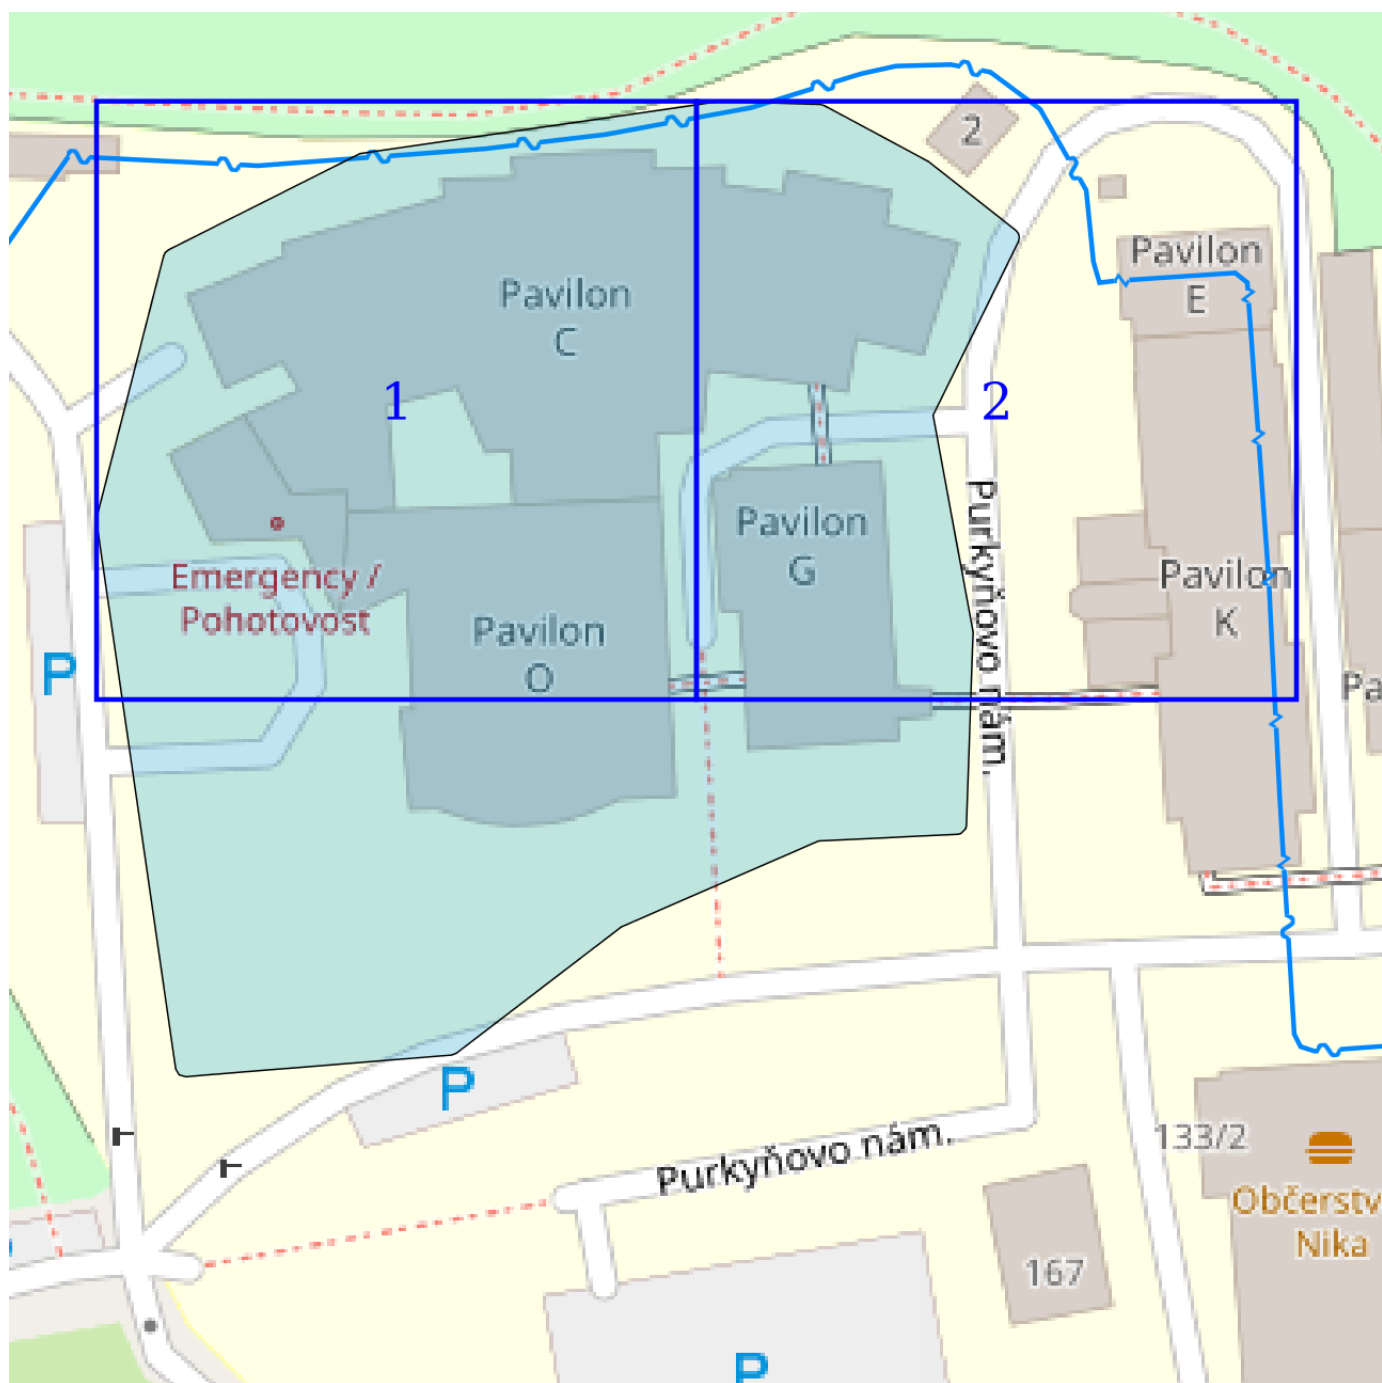 2
Pavilon
E
Pavilon
C
1
2
Pavilon
G
Purkyňovo nám.
Emergency /
Pohotovost
Pavilon
K
Pavilon
O
P
Pa
P
133/2
Purkyňovo nám.
Občerstv
Nika
167
P